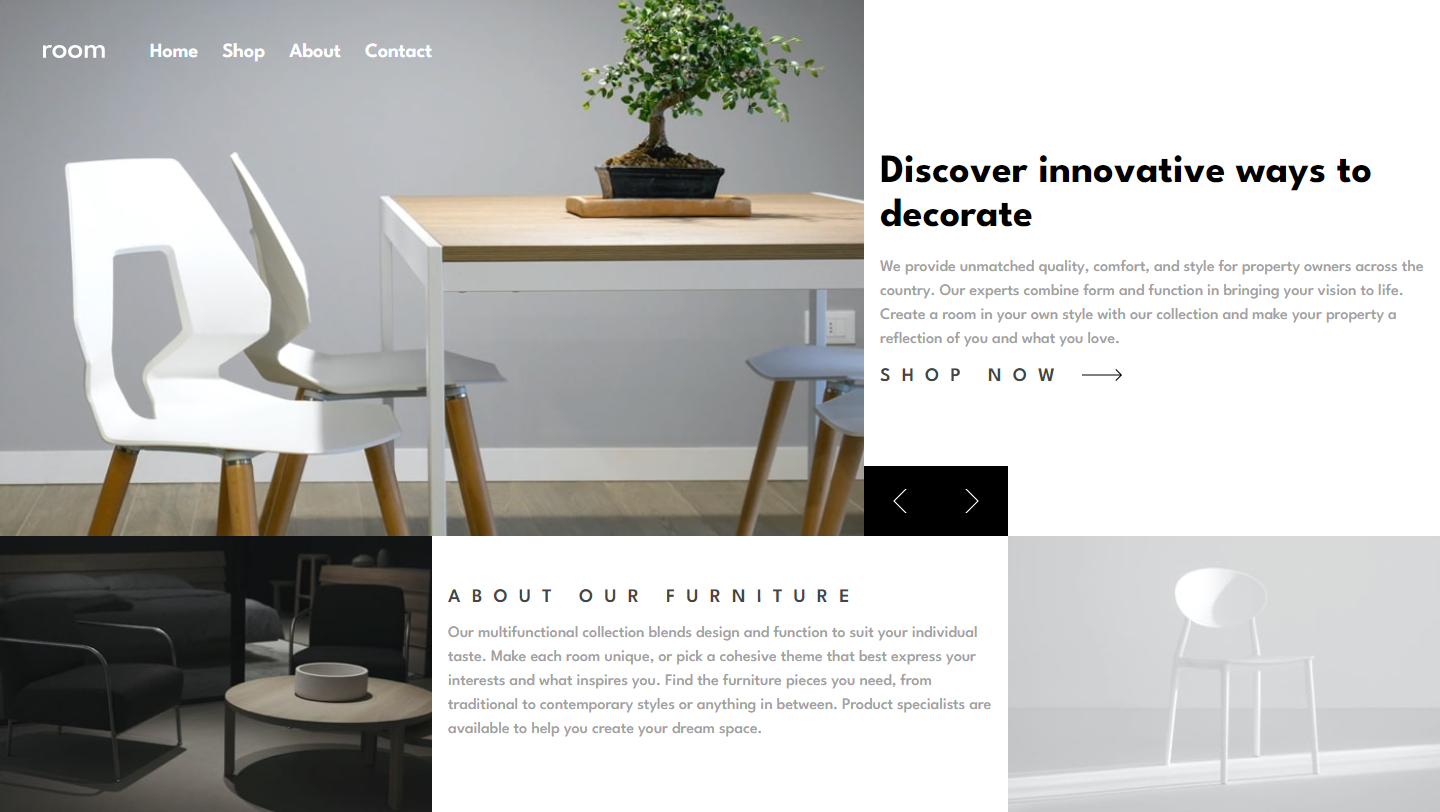 room
Home Shop About Contact
Discover innovative ways to
decorate
We provide unmatched quality, comfort, and style for property owners across the
country. Our experts combine form and function in bringing your vision to life.
Create a room in your own style with our collection and make your property a
reflection of you and what you love.
SHOP NOW
ABOUT OUR FURNITURE
Our multifunctional collection blends design and function to suit your individual
taste. Make each room unique, or pick a cohesive theme that best express your
interests and what inspires you. Find the furniture pieces you need, from
traditional to contemporary styles or anything in between. Product specialists are
available to help you create your dream space.